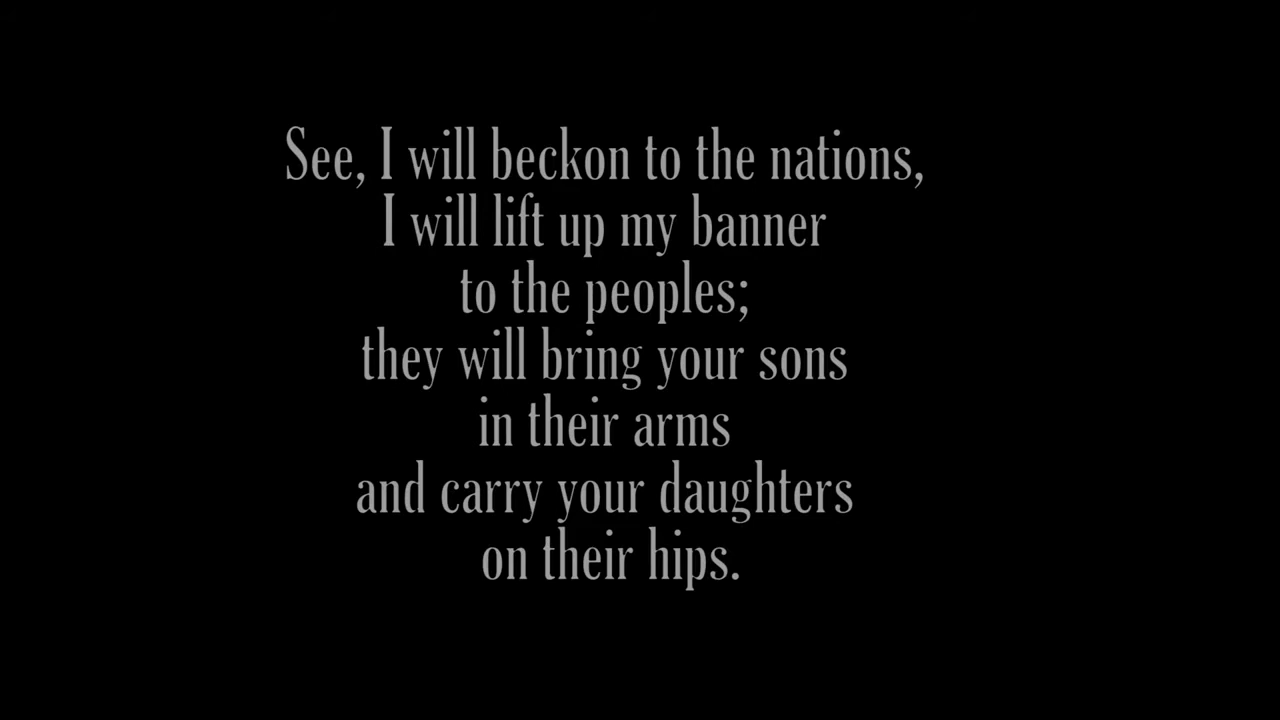 See, I will beckon to the nations,
I will lift up my banner
to the peoples;
they will bring your sons
in their arms
and carry your daughters
on their hips.